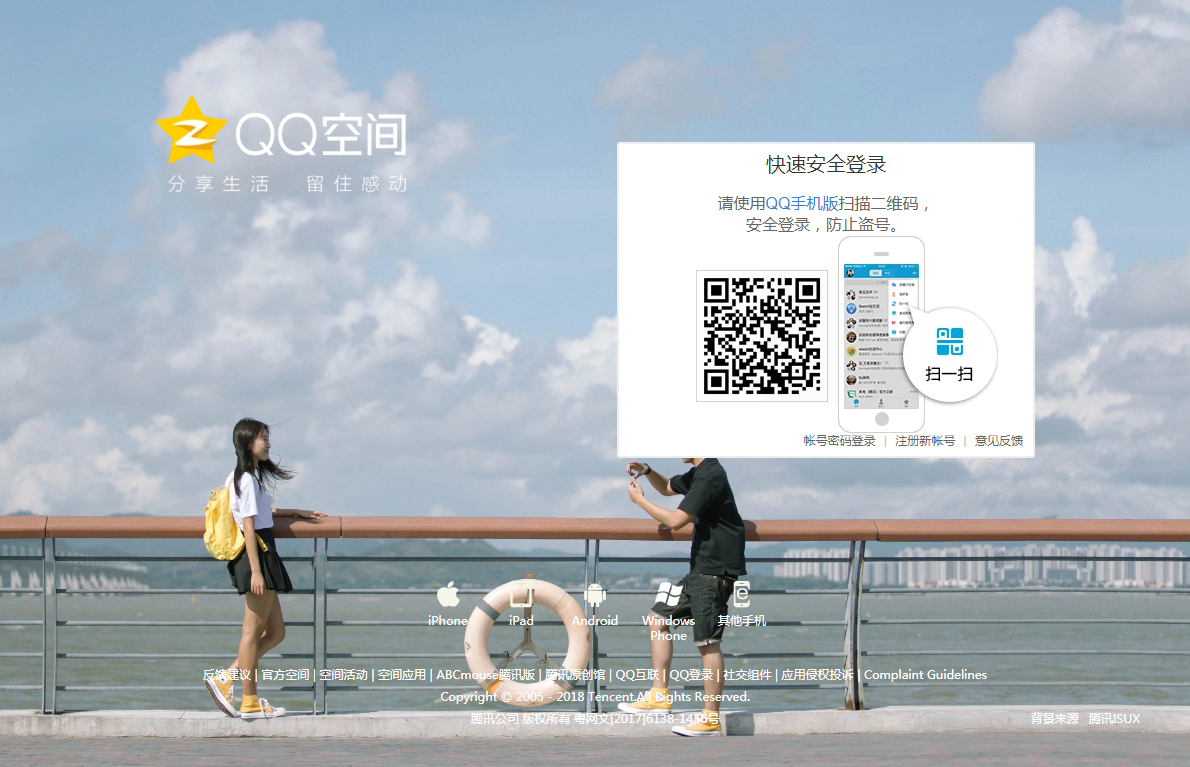 QQ空间
分享生活 留住感动
快速安全登录
请使用QQ手机版扫描二维码，
安全登录，防止盗号。
扫一扫
帐号密码登录 | 注册新帐号 | 意见反馈
iPhone iPad Android Windows Phone 其他手机
反馈建议 | 官方空间 | 空间活动 | 空间应用 | ABCmouse腾讯版 | 腾讯原创馆 | QQ互联 | QQ登录 | 社交组件 | 应用侵权投诉 | Complaint Guidelines
Copyright © 2005 - 2018 Tencent.All Rights Reserved.
腾讯公司 版权所有 粤网文[2017]6138-1456号
背景来源 腾讯ISUX